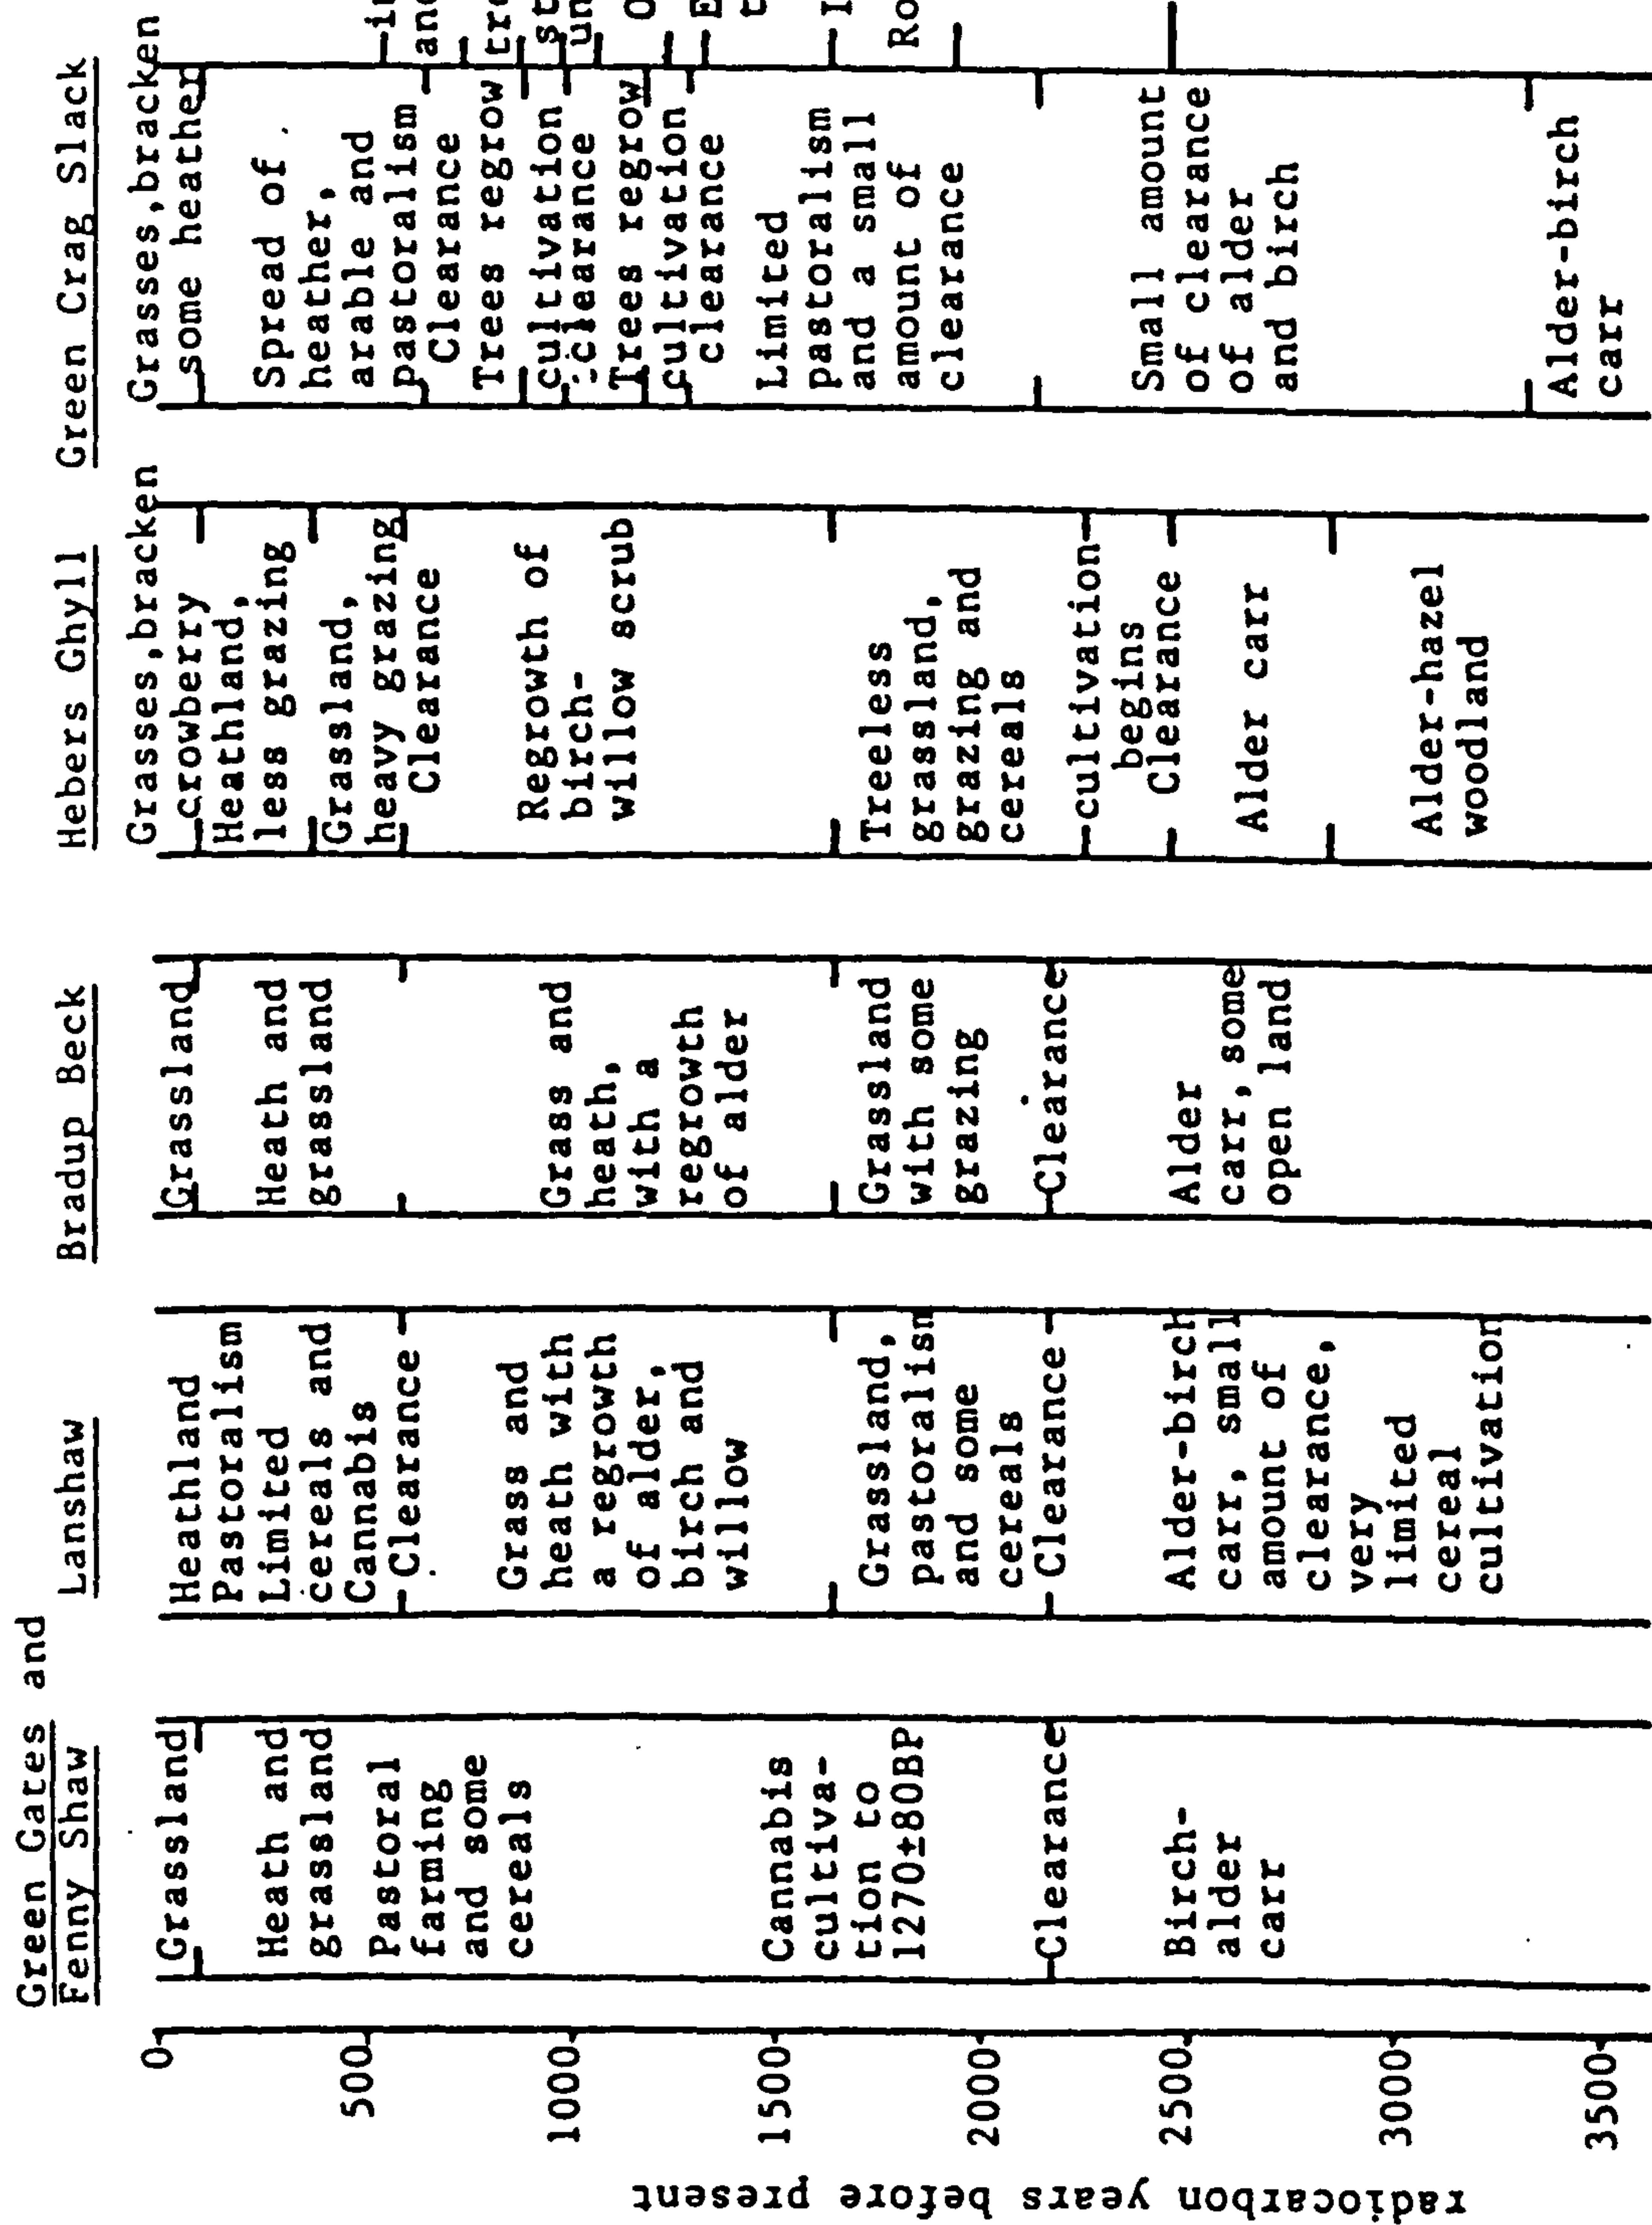 Green Gates and
Fenny Shaw
Grassland
Heath and
grassland
Pastoral
farming
and some
cereals
Cannabis
cultiva-
tion to
1270±80BP
Clearance
Birch-
alder
carr
Lanshaw
Heathland
Pastoralism
Limited
cereals and
Cannabis
Clearance
Grass and
heath with
a regrowth
of alder,
birch and
willow
Grassland,
pastoralism
and some
cereals
Clearance
Alder-birch
carr, small
amount of
clearance,
very
limited
cereal
cultivation
Bradup Beck
Grassland
Heath and
grassland
Grass and
heath,
with a
regrowth
of alder
Grassland
with some
grazing
Clearance
Alder
carr, some
open land
Hebers Ghyll
Grasses,bracken
crowberry
Heathland,
less grazing
Grassland,
heavy grazing
Clearance
Regrowth of
birch-
willow scrub
Treeless
grassland,
grazing and
cereals
cultivation
begins
Clearance
Alder carr
Alder-hazel
woodland
Green Crag Slack
Grasses,bracken
some heather
Spread of
heather,
arable and
pastoralism
Clearance
Trees regrow
cultivation
clearance
Trees regrow
cultivation
clearance
Limited
pastoralism
and a small
amount of
clearance
Small amount
of clearance
of alder
and birch
Alder-birch
carr
0
500
1000
1500
2000
2500
3000
3500
radiocarbon years before present